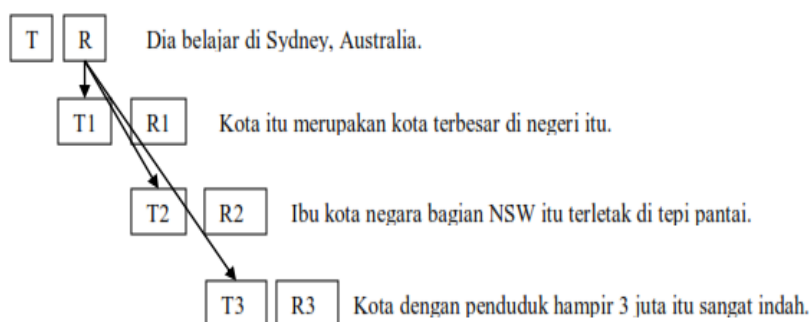 T R Dia belajar di Sydney, Australia.
T1 R1 Kota itu merupakan kota terbesar di negeri itu.
T2 R2 Ibu kota negara bagian NSW itu terletak di tepi pantai.
T3 R3 Kota dengan penduduk hampir 3 juta itu sangat indah.